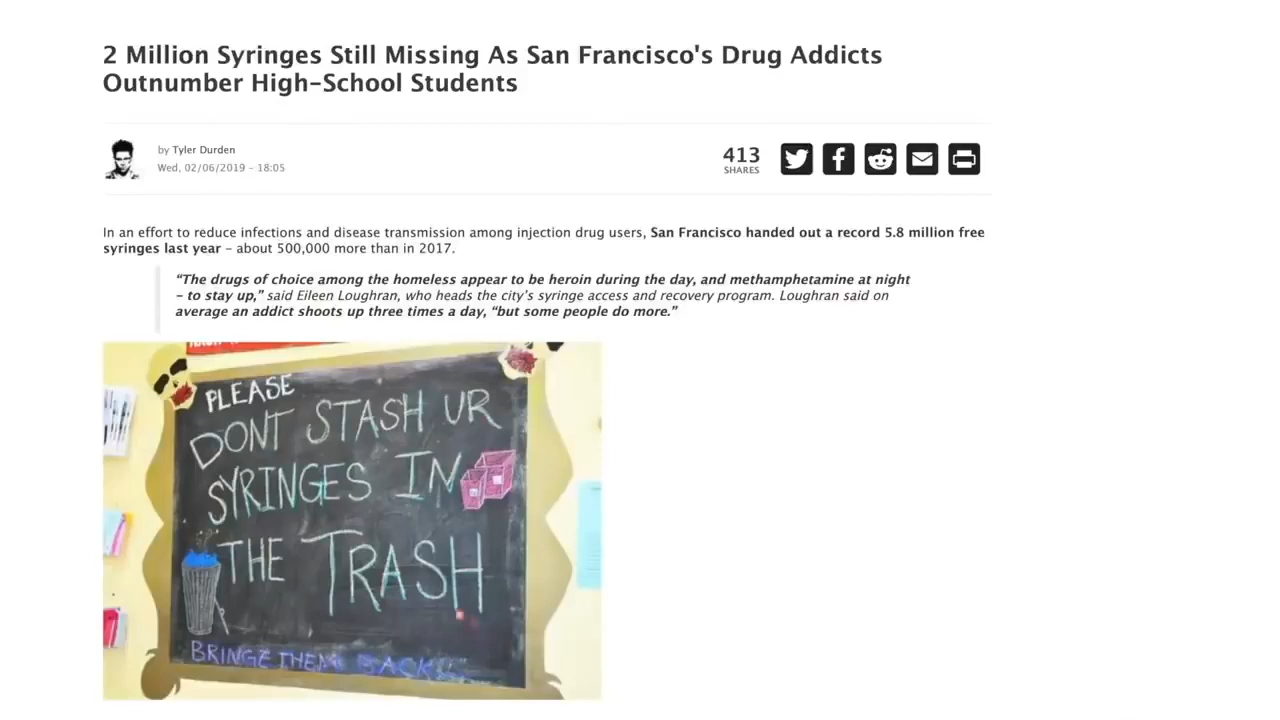 2 Million Syringes Still Missing As San Francisco's Drug Addicts
Outnumber High-School Students
by Tyler Durden
Wed, 02/06/2019 - 18:05
413
SHARES
In an effort to reduce infections and disease transmission among injection drug users, San Francisco handed out a record 5.8 million free
syringes last year – about 500,000 more than in 2017.
“The drugs of choice among the homeless appear to be heroin during the day, and methamphetamine at night
– to stay up,” said Eileen Loughran, who heads the city’s syringe access and recovery program. Loughran said on
average an addict shoots up three times a day, “but some people do more.”
PLEASE
DONT STASH UR
SYRINGES IN
THE TRASH
BRINGE THEM BACK